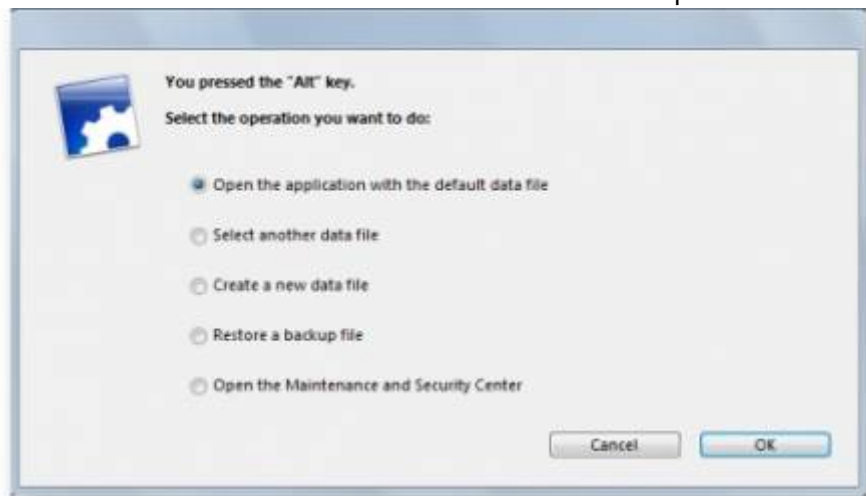 You pressed the "Alt" key.
Select the operation you want to do:
Open the application with the default data file
Select another data file
Create a new data file
Restore a backup file
Open the Maintenance and Security Center
Cancel OK